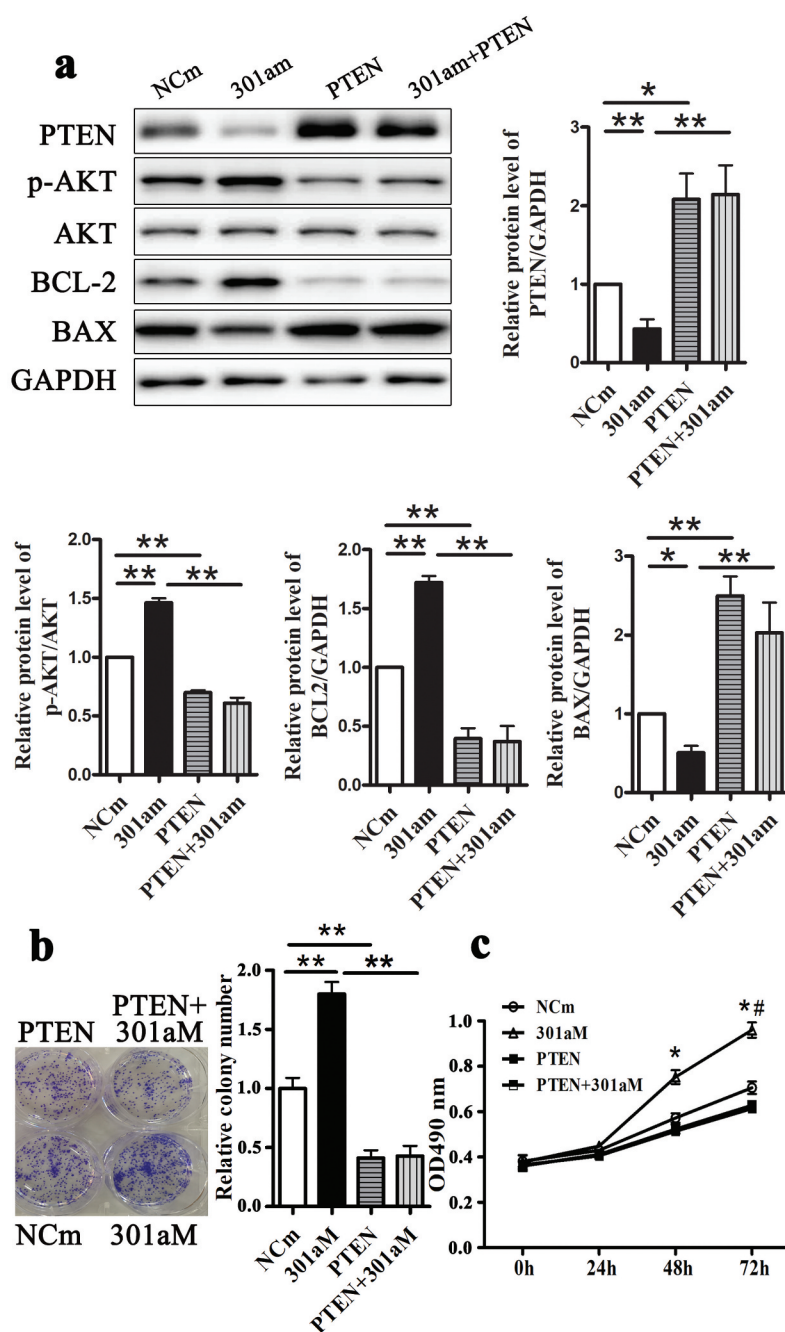 a
NCm 301am PTEN 301am+PTEN
PTEN
p-AKT
AKT
BCL-2
BAX
GAPDH
Relative protein level of
PTEN/GAPDH
* 
** **
3
2
1
0
NCm 301am PTEN PTEN+301am
Relative protein level of
p-AKT/AKT
**
** **
2.0
1.5
1.0
0.5
0.0
NCm 301am PTEN PTEN+301am
Relative protein level of
BCL2/GAPDH
**
** **
2.0
1.5
1.0
0.5
0.0
NCm 301am PTEN PTEN+301am
Relative protein level of
BAX/GAPDH
**
* **
3
2
1
0
NCm 301am PTEN PTEN+301am
b
PTEN PTEN+
301aM
NCm 301aM
Relative colony number
**
** **
2.0
1.5
1.0
0.5
0.0
NCm 301aM PTEN PTEN+301aM
c
NCm
301aM
PTEN
PTEN+301aM
OD490 nm
* *#
1.0
0.8
0.6
0.4
0.2
0.0
0h 24h 48h 72h